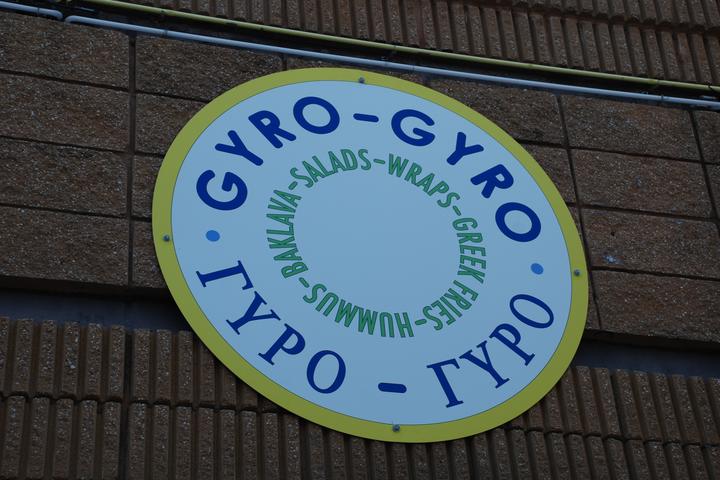 GYRO-GYRO
ΓΥΡΟ - ΓΥΡΟ
SALADS-WRAPS-GREEK FRIES-HUMMUS-BAKLAVA-